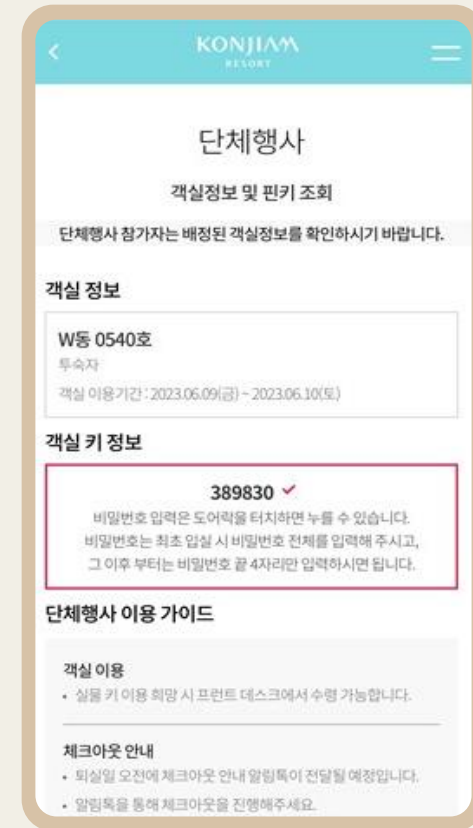 KONJIAM
RESORT
단체행사
객실정보 및 핀키 조회
단체행사 참가자는 배정된 객실정보를 확인하시기 바랍니다.
객실 정보
W동 0540호
투숙자
객실 이용기간 : 2023.06.09(금) ~ 2023.06.10(토)
객실 키 정보
389830
비밀번호 입력은 도어락을 터치하면 누를 수 있습니다.
비밀번호는 최초 입실 시 비밀번호 전체를 입력해 주시고,
그 이후 부터는 비밀번호 끝 4자리만 입력하시면 됩니다.
단체행사 이용 가이드
객실 이용
• 실물 키 이용 희망 시 프런트 데스크에서 수령 가능합니다.
체크아웃 안내
• 퇴실일 오전에 체크아웃 안내 알림톡이 전달될 예정입니다.
• 알림톡을 통해 체크아웃을 진행해주세요.